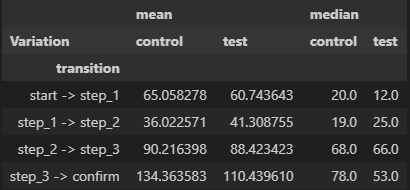 mean median
Variation control test control test
transition
start -> step_1 65.058278 60.743643 20.0 12.0
step_1 -> step_2 36.022571 41.308755 19.0 25.0
step_2 -> step_3 90.216398 88.423423 68.0 66.0
step_3 -> confirm 134.363583 110.439610 78.0 53.0